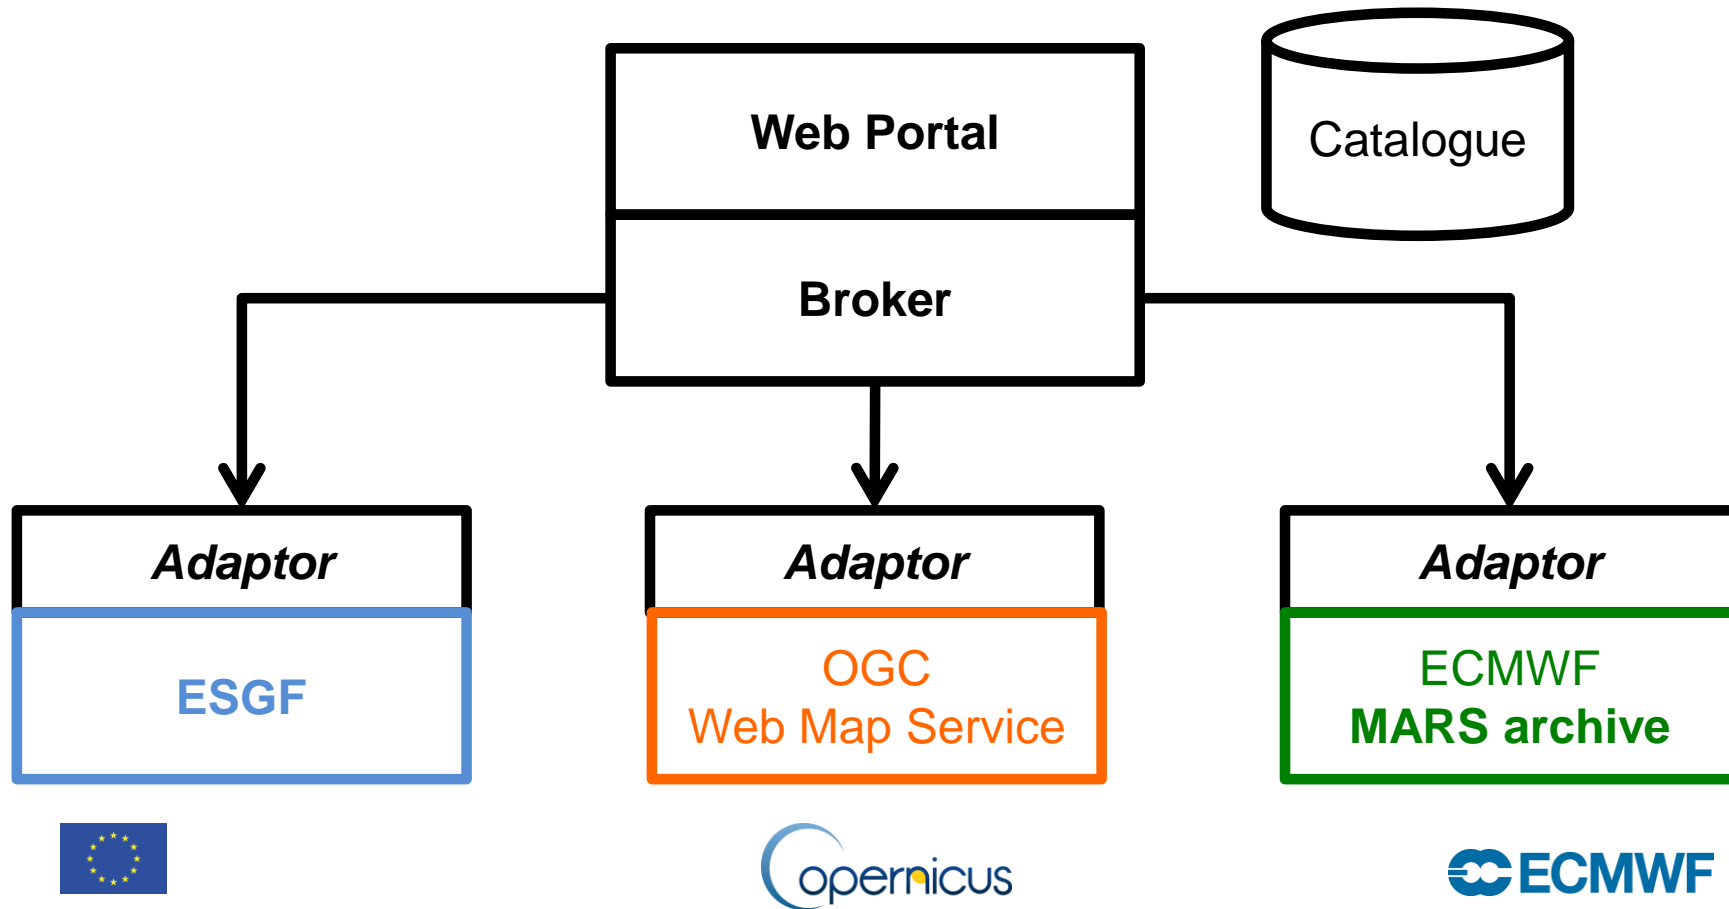 Web Portal
Catalogue
Broker
Adaptor
Adaptor
Adaptor
ESGF
OGC
Web Map Service
ECMWF
MARS archive
opernicus
ECMWF